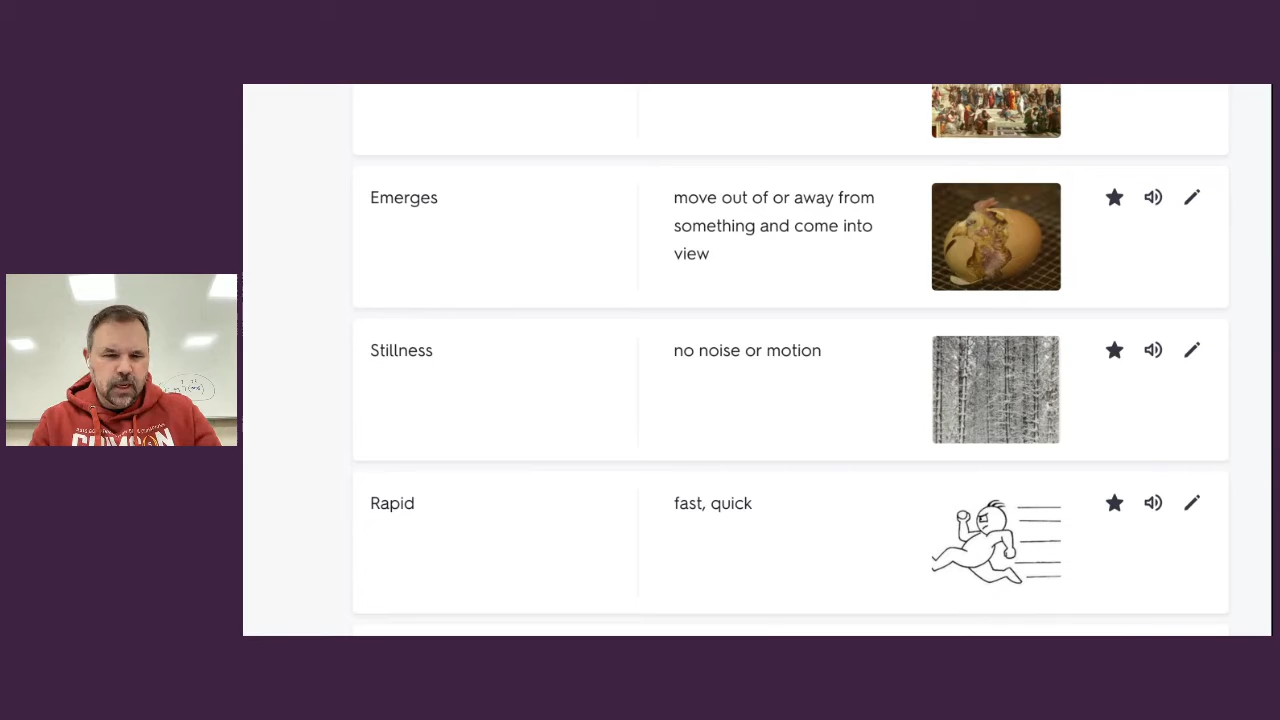 Emerges
move out of or away from
something and come into
view
Stillness
no noise or motion
Rapid
fast, quick